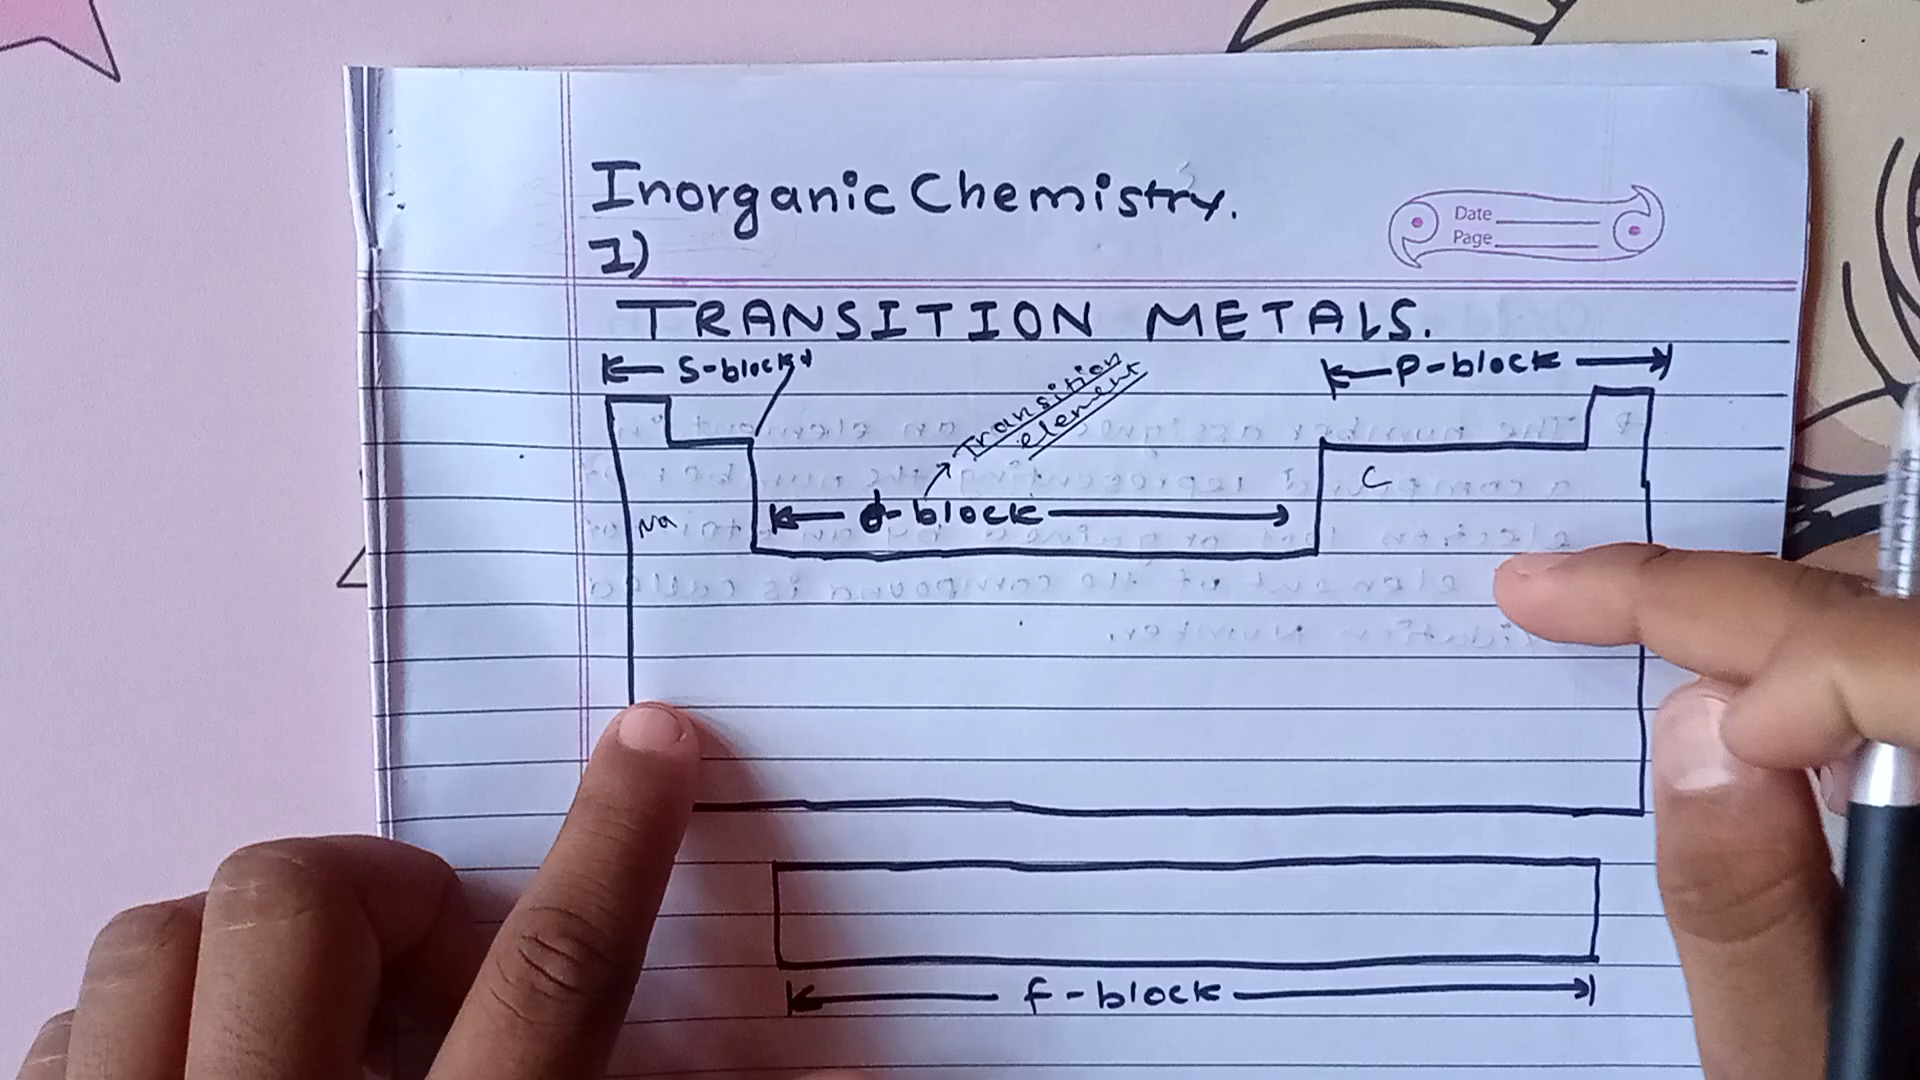 Inorganic Chemistry.
1)
Date
Page
TRANSITION METALS.
S-block
P-block
Transition
element
d-block
Na
C
f-block